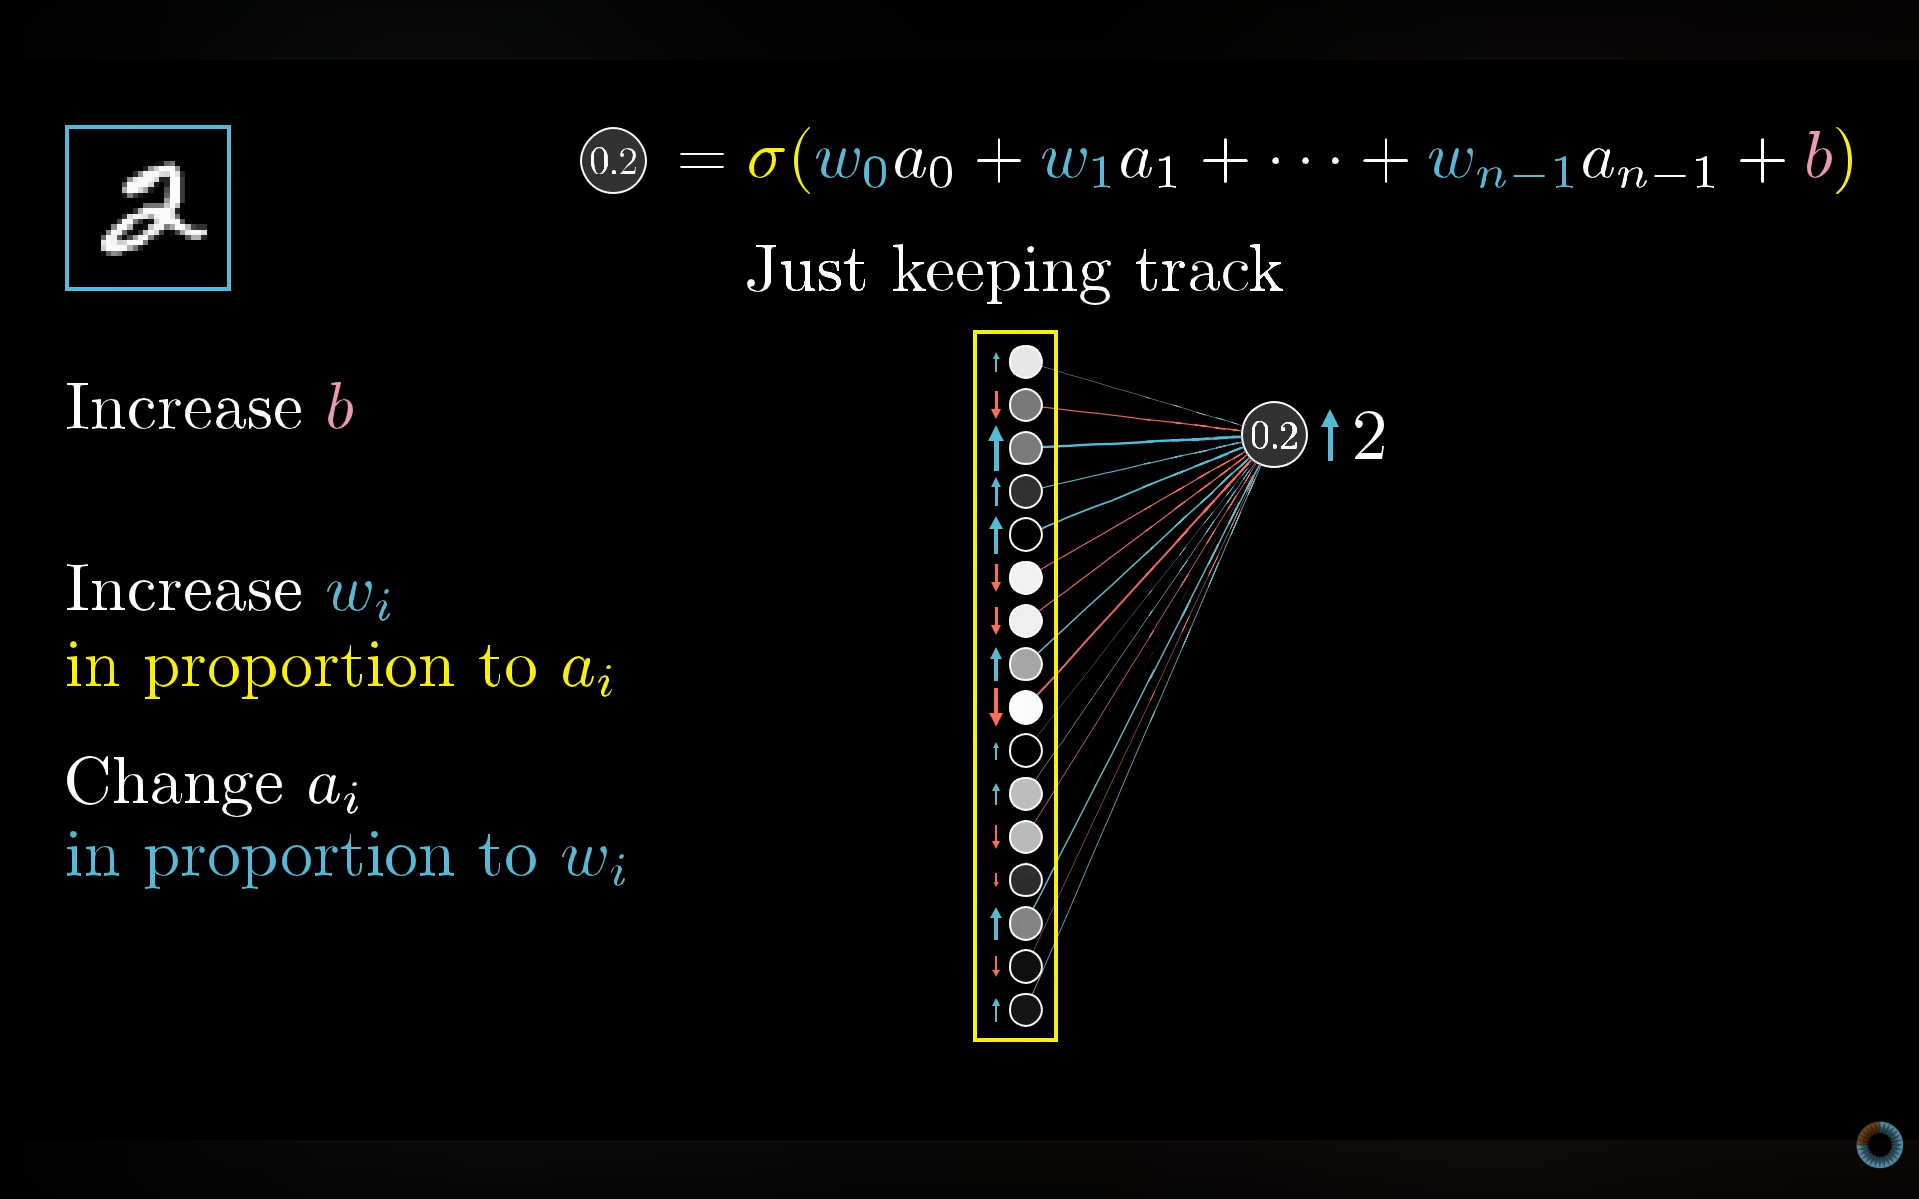 0.2 = σ(w₀a₀ + w₁a₁ + ··· + wₙ₋₁aₙ₋₁ + b)
Just keeping track
Increase b
Increase wᵢ
in proportion to aᵢ
Change aᵢ
in proportion to wᵢ
0.2 ↑ 2